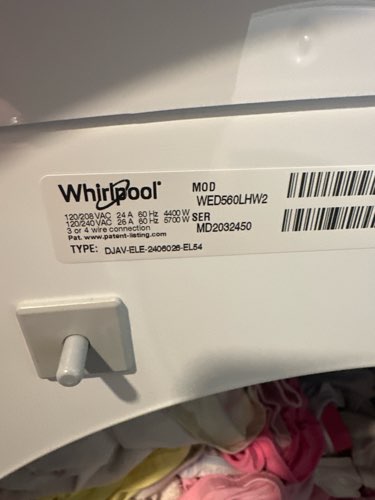 Whirlpool®
MOD
WED560LHW2
120/208 VAC 24 A 60 Hz 4400 W
120/240 VAC 26 A 60 Hz 5700 W
SER
MD2032450
3 or 4 wire connection
Pat. www.patent-listing.com
TYPE: DJAV-ELE-2406026-EL54